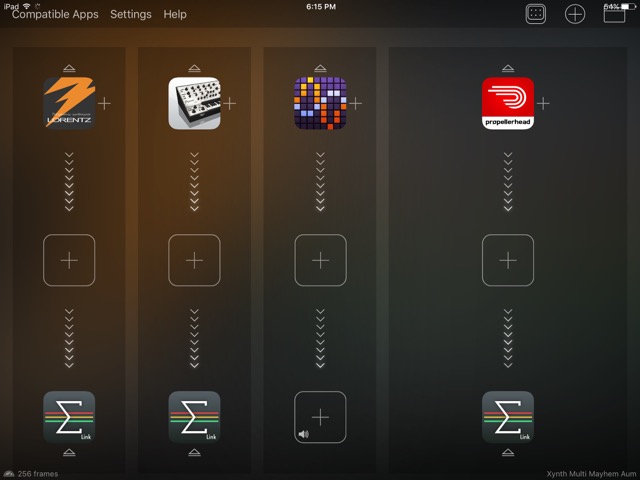 iPad 6:15 PM 54%
Compatible Apps Settings Help
LORENTZ
propellerhead
Link Link Link
256 frames Xynth Multi Mayhem Aum